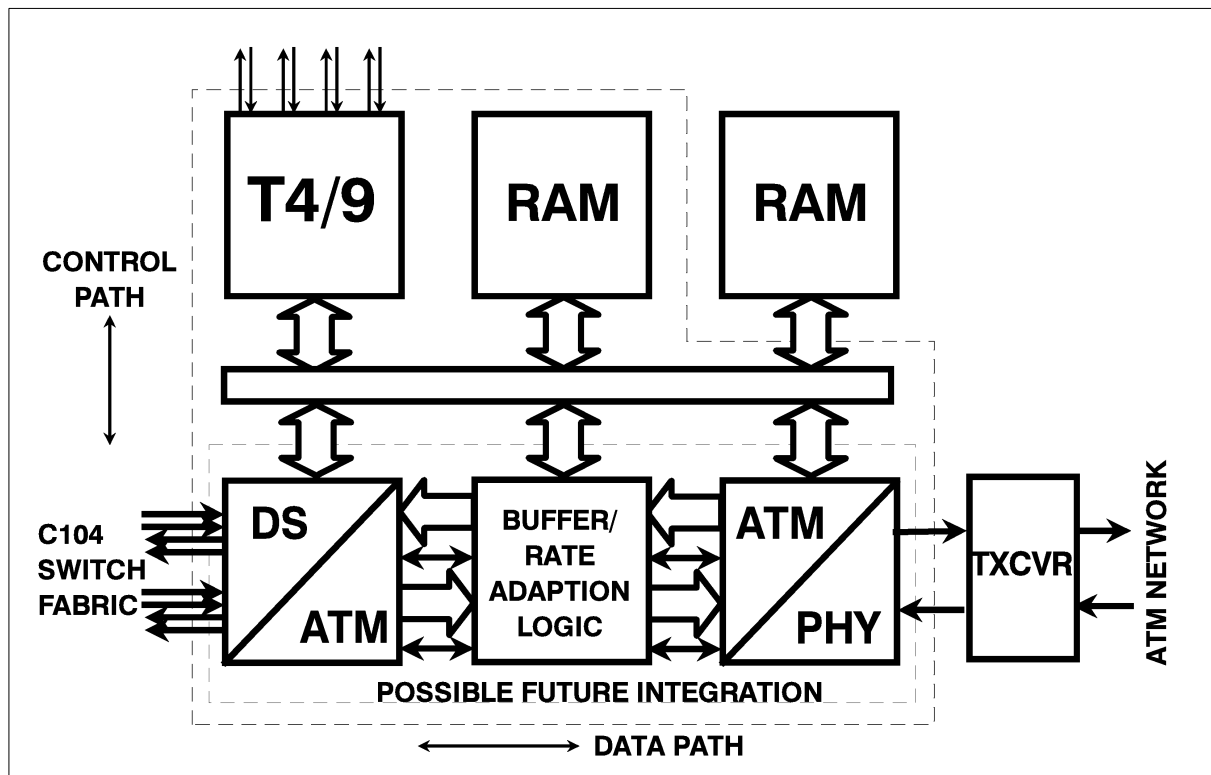 T4/9
RAM
RAM
CONTROL
PATH
C104
SWITCH
FABRIC
DS
ATM
BUFFER/
RATE
ADAPTION
LOGIC
ATM
PHY
TXCVR
ATM NETWORK
POSSIBLE FUTURE INTEGRATION
DATA PATH